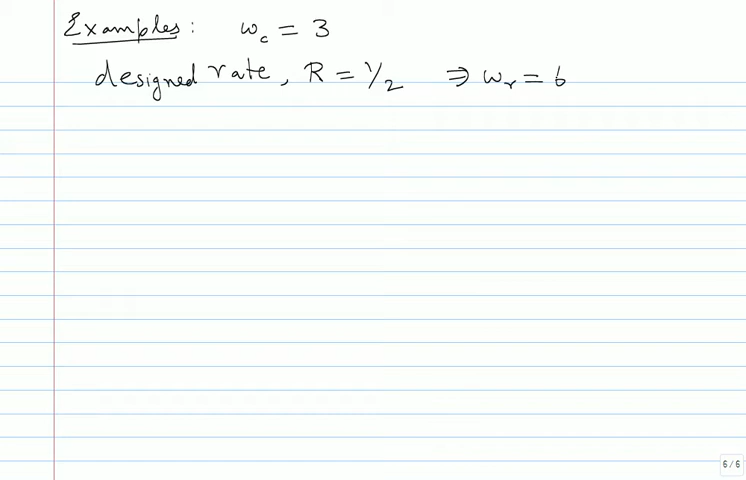 Examples: w_c = 3
designed rate, R = 1/2 ⇒ w_r = 6
6 / 6